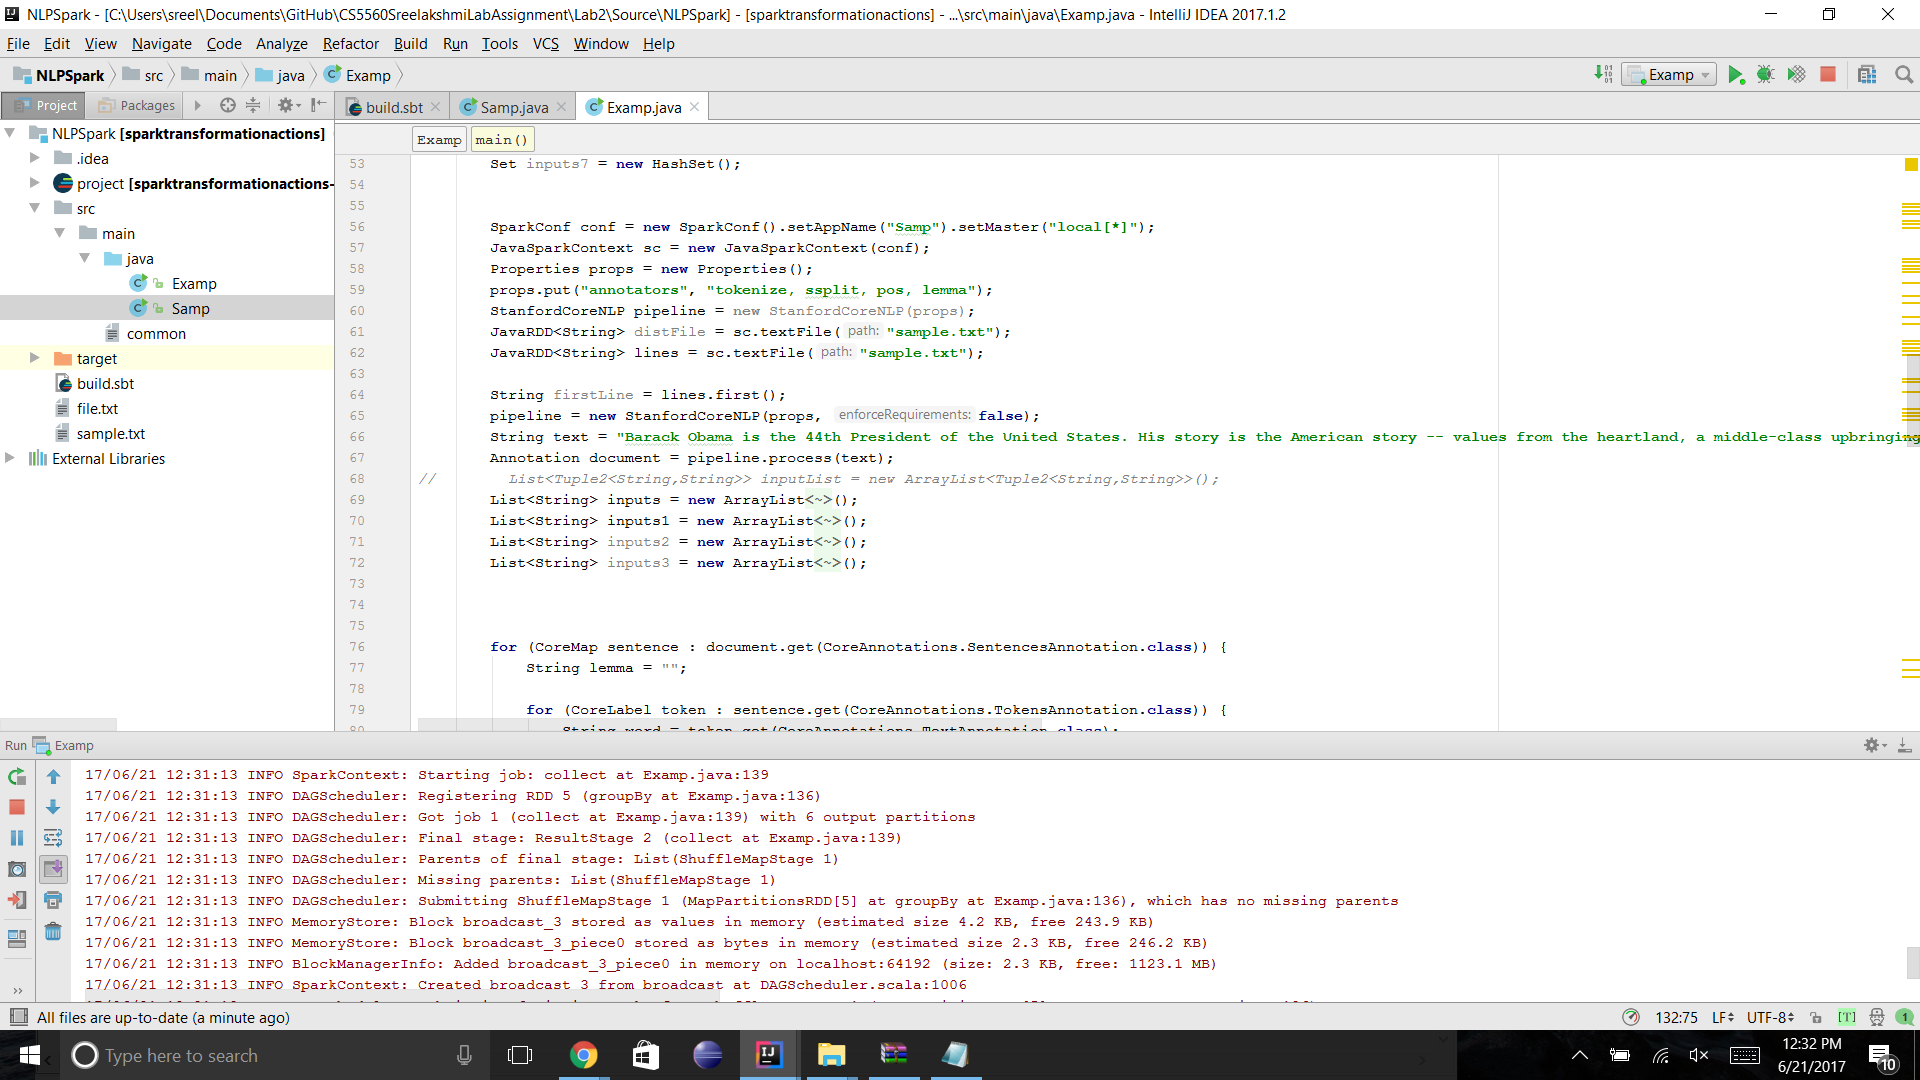 NLPSpark - [C:\Users\sreel\Documents\GitHub\CS5560SreelakshmiLabAssignment\Lab2\Source\NLPSpark] - [sparktransformationactions] - ...\src\main\java\Examp.java - IntelliJ IDEA 2017.1.2
File Edit View Navigate Code Analyze Refactor Build Run Tools VCS Window Help
NLPSpark src main java Examp
Examp
Project Packages
build.sbt Samp.java Examp.java
NLPSpark [sparktransformationactions]
.idea
project [sparktransformationactions-
src
main
java
Examp
Samp
common
target
build.sbt
file.txt
sample.txt
External Libraries
Examp main()
53 Set inputs7 = new HashSet();
54
55
56 SparkConf conf = new SparkConf().setAppName("Samp").setMaster("local[*]");
57 JavaSparkContext sc = new JavaSparkContext(conf);
58 Properties props = new Properties();
59 props.put("annotators", "tokenize, ssplit, pos, lemma");
60 StanfordCoreNLP pipeline = new StanfordCoreNLP(props);
61 JavaRDD<String> distFile = sc.textFile( path: "sample.txt");
62 JavaRDD<String> lines = sc.textFile( path: "sample.txt");
63
64 String firstLine = lines.first();
65 pipeline = new StanfordCoreNLP(props, enforceRequirements: false);
66 String text = "Barack Obama is the 44th President of the United States. His story is the American story -- values from the heartland, a middle-class upbringing
67 Annotation document = pipeline.process(text);
68 // List<Tuple2<String,String>> inputList = new ArrayList<Tuple2<String,String>>();
69 List<String> inputs = new ArrayList<~>();
70 List<String> inputs1 = new ArrayList<~>();
71 List<String> inputs2 = new ArrayList<~>();
72 List<String> inputs3 = new ArrayList<~>();
73
74
75
76 for (CoreMap sentence : document.get(CoreAnnotations.SentencesAnnotation.class)) {
77 String lemma = "";
78
79 for (CoreLabel token : sentence.get(CoreAnnotations.TokensAnnotation.class)) {
80 String word = token.get(CoreAnnotations.TextAnnotation.class);
Run Examp
17/06/21 12:31:13 INFO SparkContext: Starting job: collect at Examp.java:139
17/06/21 12:31:13 INFO DAGScheduler: Registering RDD 5 (groupBy at Examp.java:136)
17/06/21 12:31:13 INFO DAGScheduler: Got job 1 (collect at Examp.java:139) with 6 output partitions
17/06/21 12:31:13 INFO DAGScheduler: Final stage: ResultStage 2 (collect at Examp.java:139)
17/06/21 12:31:13 INFO DAGScheduler: Parents of final stage: List(ShuffleMapStage 1)
17/06/21 12:31:13 INFO DAGScheduler: Missing parents: List(ShuffleMapStage 1)
17/06/21 12:31:13 INFO DAGScheduler: Submitting ShuffleMapStage 1 (MapPartitionsRDD[5] at groupBy at Examp.java:136), which has no missing parents
17/06/21 12:31:13 INFO MemoryStore: Block broadcast_3 stored as values in memory (estimated size 4.2 KB, free 243.9 KB)
17/06/21 12:31:13 INFO MemoryStore: Block broadcast_3_piece0 stored as bytes in memory (estimated size 2.3 KB, free 246.2 KB)
17/06/21 12:31:13 INFO BlockManagerInfo: Added broadcast_3_piece0 in memory on localhost:64192 (size: 2.3 KB, free: 1123.1 MB)
17/06/21 12:31:13 INFO SparkContext: Created broadcast 3 from broadcast at DAGScheduler.scala:1006
All files are up-to-date (a minute ago)
132:75 LF UTF-8 [T] 1
Type here to search
12:32 PM
6/21/2017
10